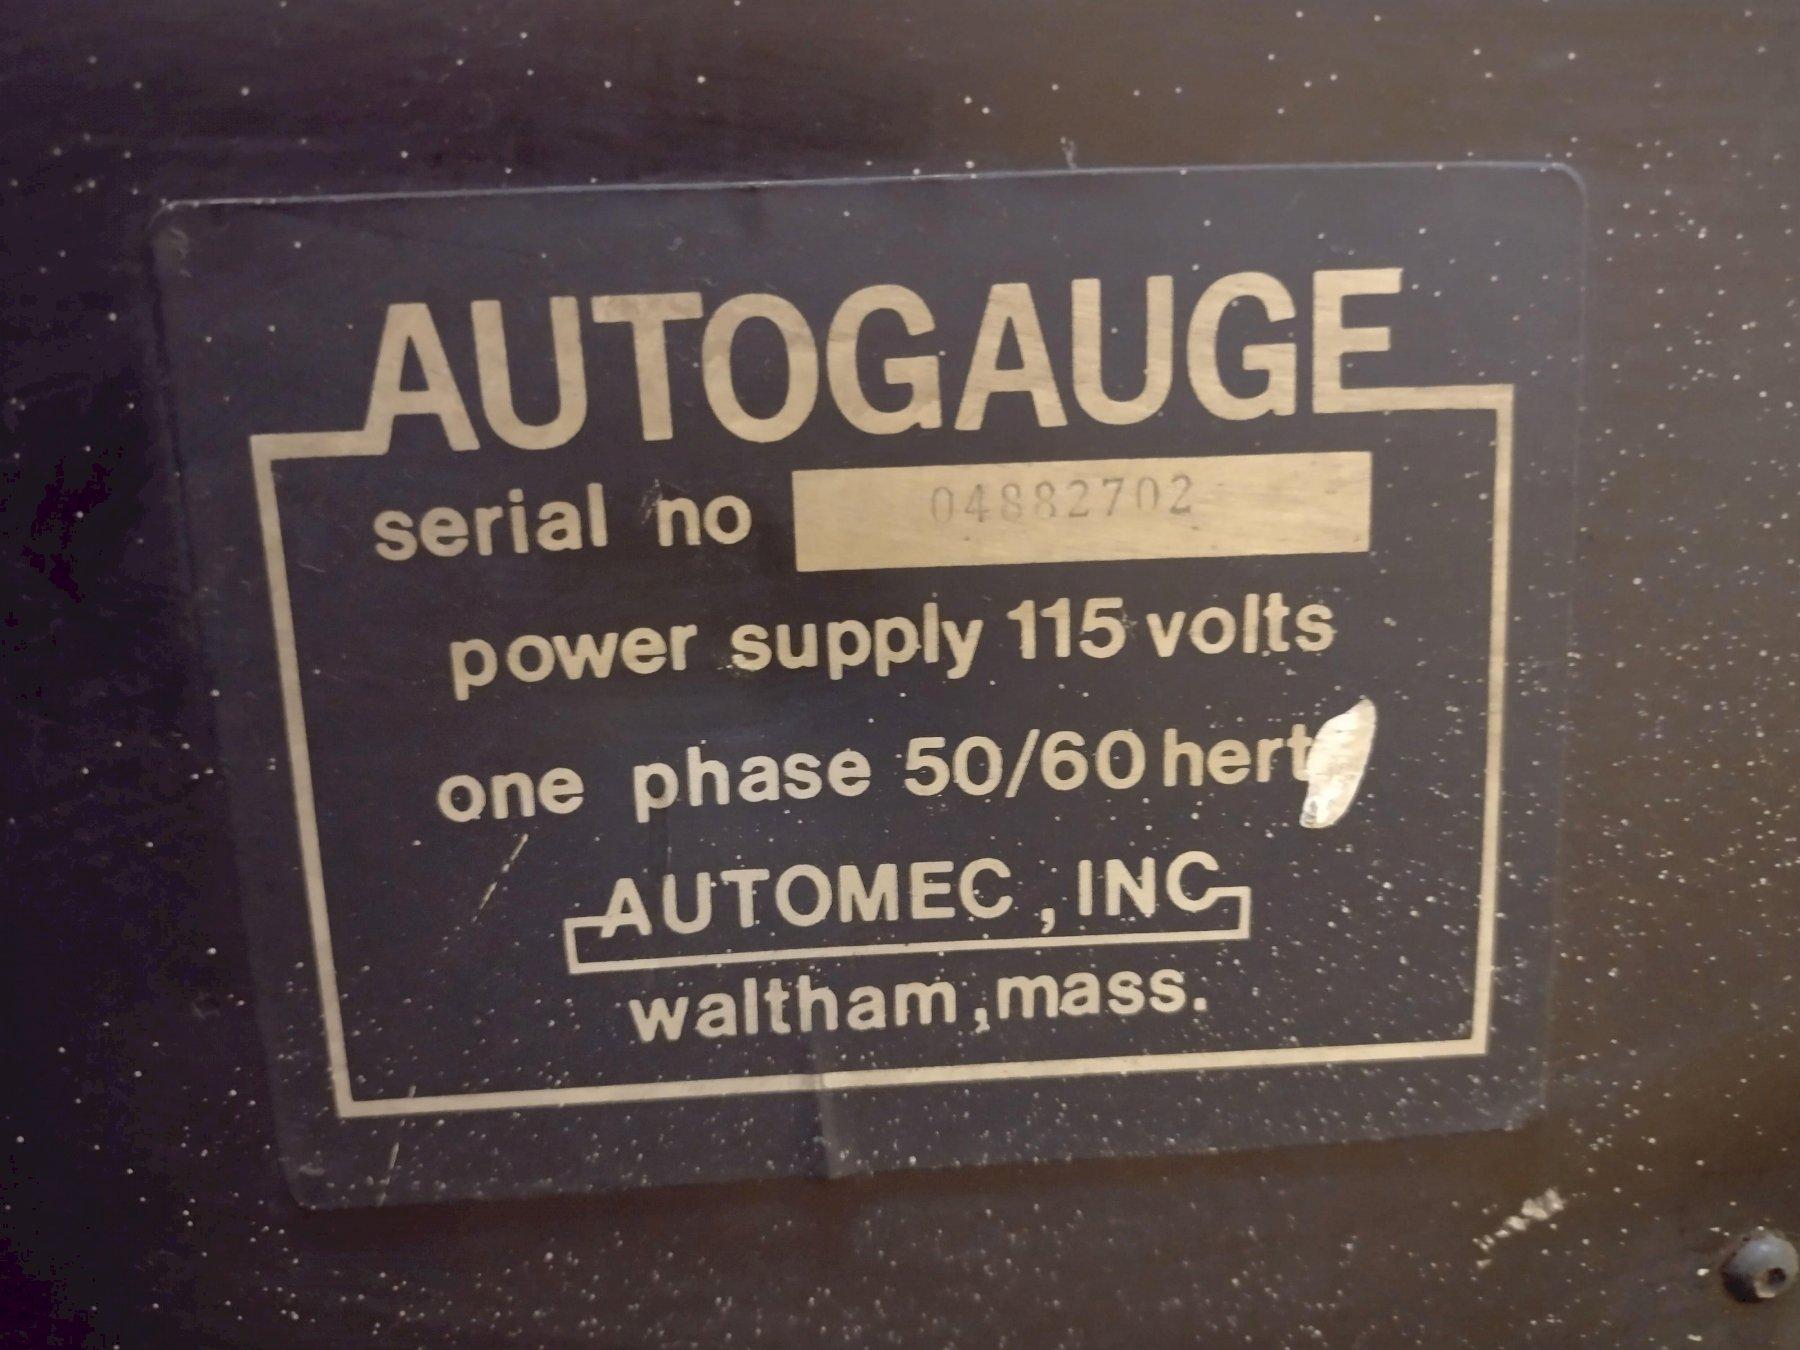 AUTOGAUGE
serial no 04882702
power supply 115 volts
one phase 50/60 hert
AUTOMEC, INC
waltham, mass.